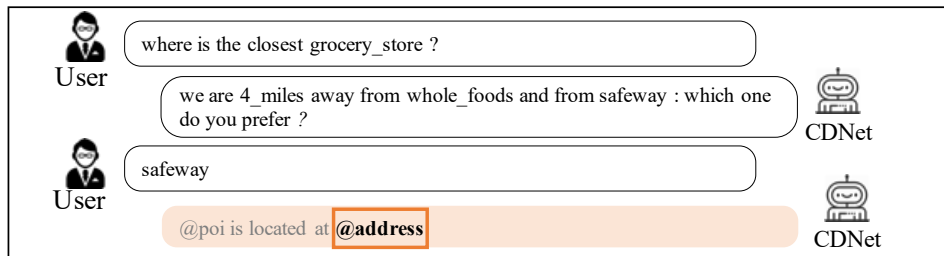 where is the closest grocery_store ?
User
we are 4_miles away from whole_foods and from safeway : which one
do you prefer ?
CDNet
safeway
User
@poi is located at @address
CDNet